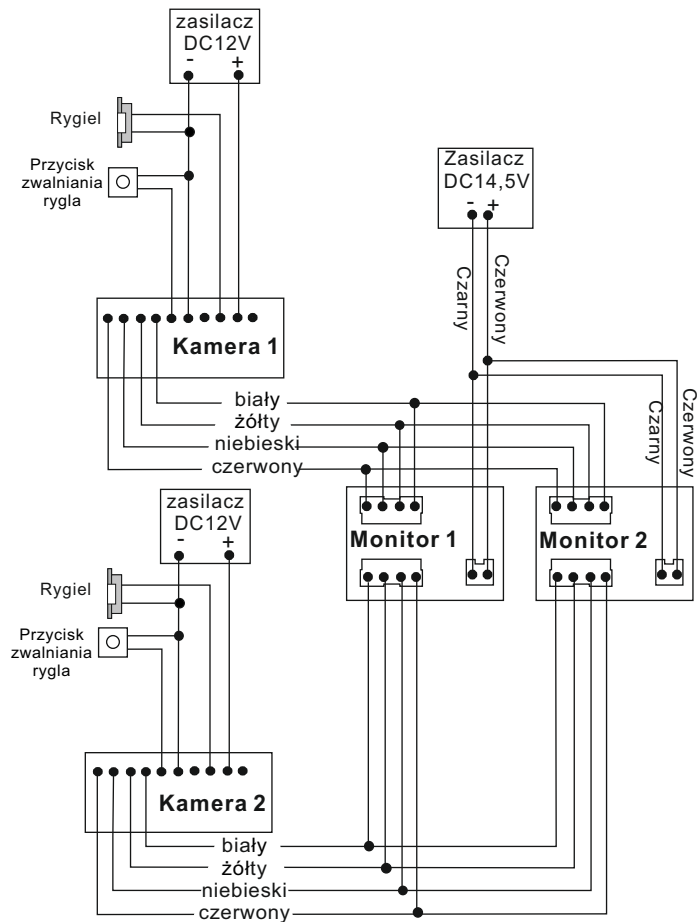 zasilacz
DC12V
- +
Rygiel
Przycisk
zwalniania
rygla
Zasilacz
DC14,5V
- +
Czarny
Czerwony
Kamera 1
biały
żółty
niebieski
czerwony
Czarny
Czerwony
zasilacz
DC12V
- +
Monitor 1
Monitor 2
Rygiel
Przycisk
zwalniania
rygla
Kamera 2
biały
żółty
niebieski
czerwony